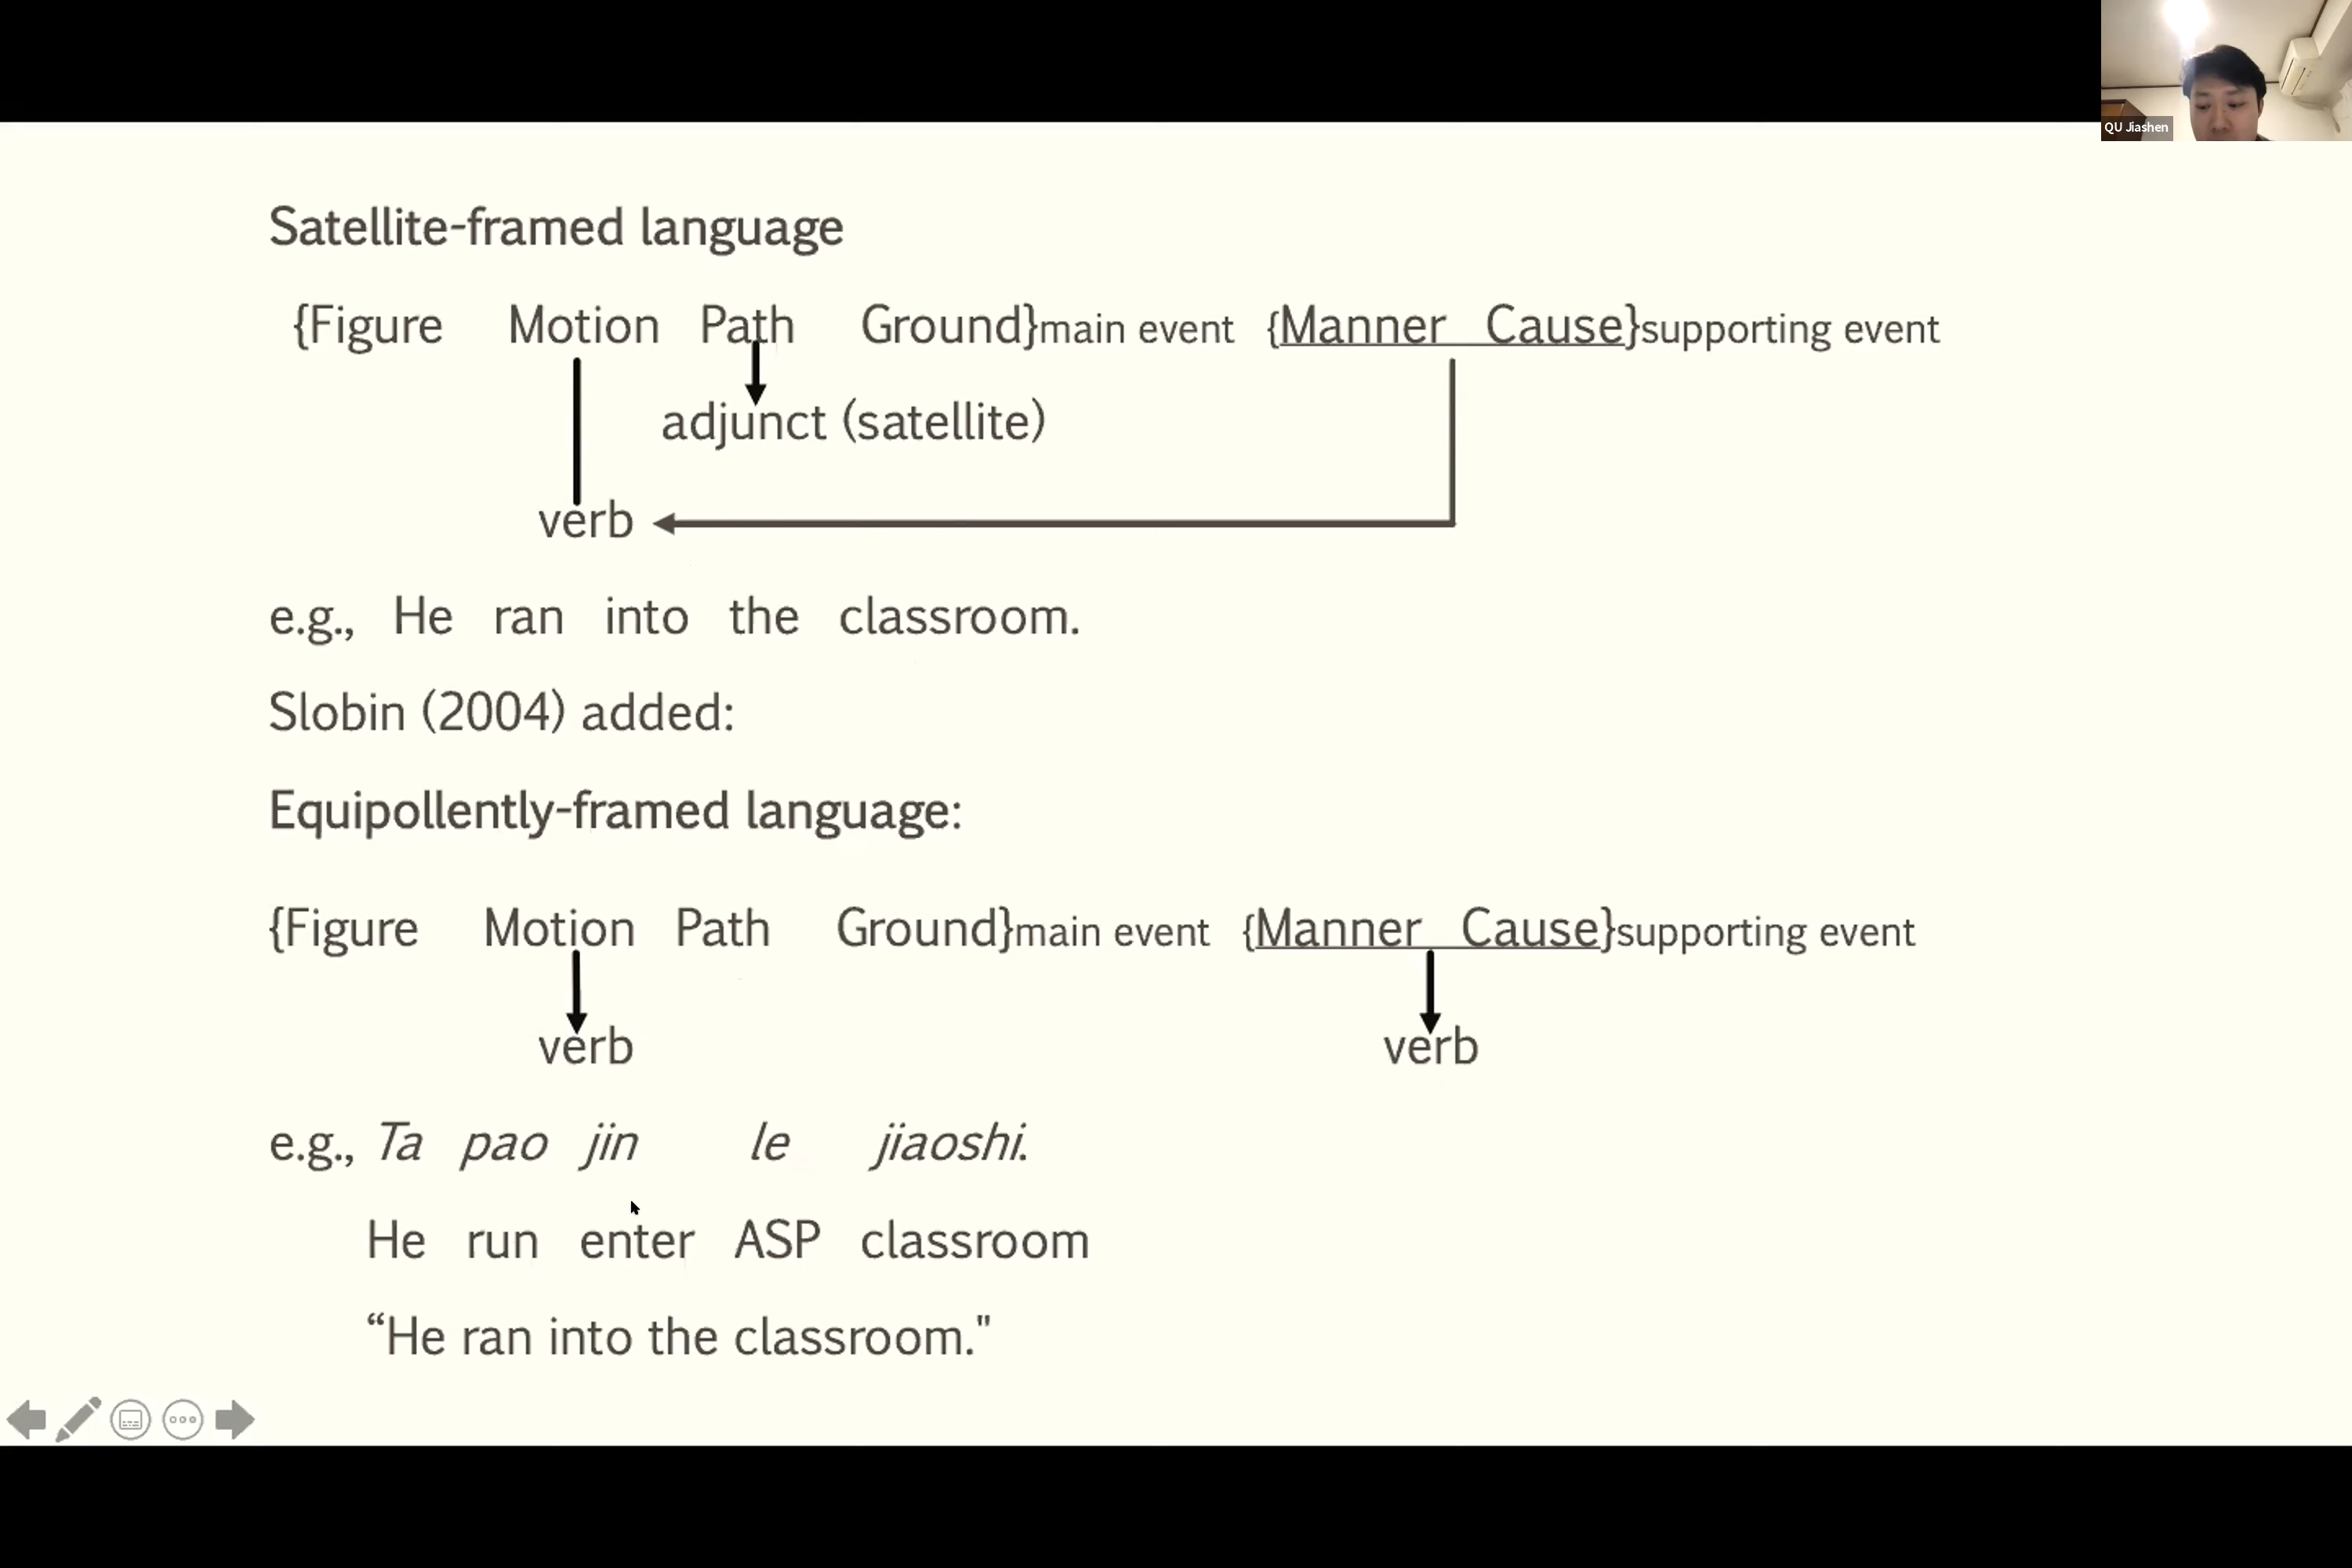 QU Jiashen
Satellite-framed language
{Figure Motion Path Ground}main event {Manner Cause}supporting event
adjunct (satellite)
verb
e.g., He ran into the classroom.
Slobin (2004) added:
Equipollently-framed language:
{Figure Motion Path Ground}main event {Manner Cause}supporting event
verb verb
e.g., Ta pao jin le jiaoshi.
He run enter ASP classroom
“He ran into the classroom."